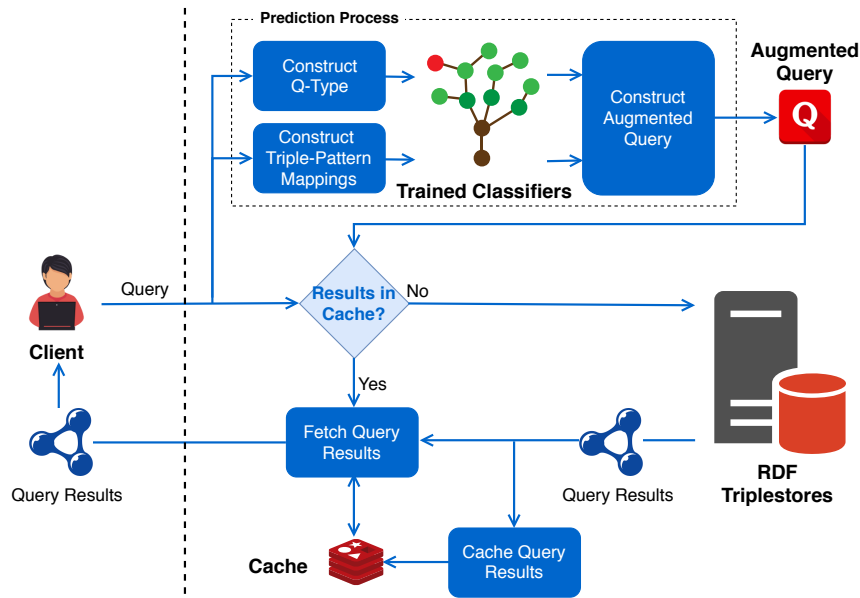 Prediction Process
Construct
Q-Type
Construct
Triple-Pattern
Mappings
Trained Classifiers
Construct
Augmented
Query
Augmented
Query
Q
Query
Client
Results in
Cache?
No
Yes
Fetch Query
Results
Query Results
Query Results
RDF
Triplestores
Cache
Cache Query
Results